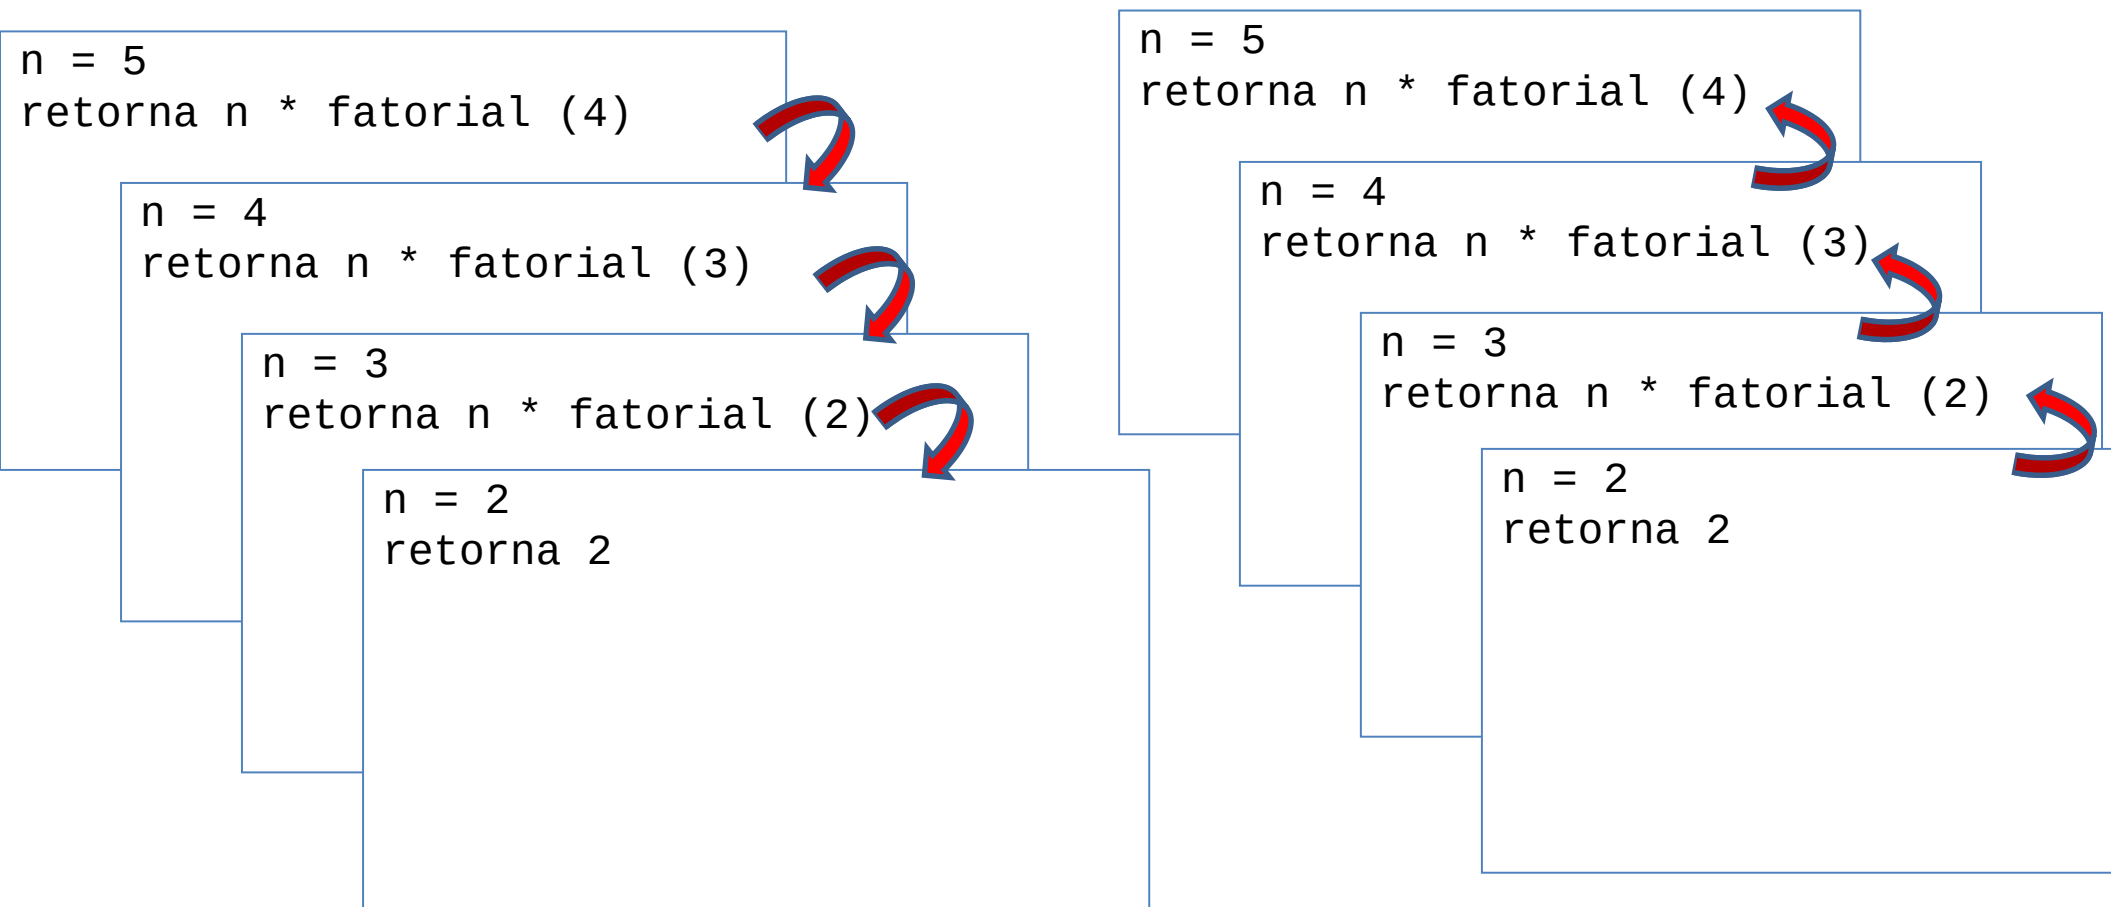 n = 5
retorna n * fatorial (4)
n = 4
retorna n * fatorial (3)
n = 3
retorna n * fatorial (2)
n = 2
retorna 2
n = 5
retorna n * fatorial (4)
n = 4
retorna n * fatorial (3)
n = 3
retorna n * fatorial (2)
n = 2
retorna 2